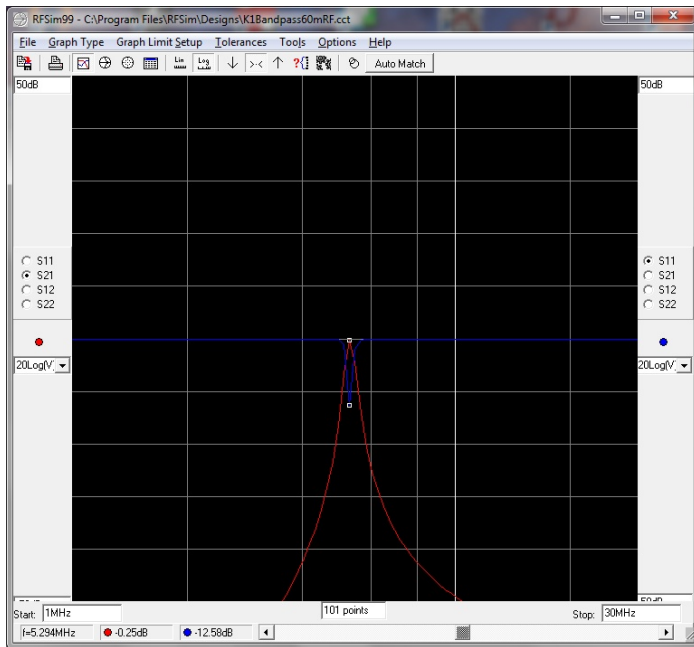 RFSim99 - C:\Program Files\RFSim\Designs\K1Bandpass60mRF.cct
File Graph Type Graph Limit Setup Tolerances Tools Options Help
Lin Log Auto Match
50dB 50dB
S11 S11
S21 S21
S12 S12
S22 S22
20Log(V 20Log(V
Start: 1MHz 101 points Stop: 30MHz
f=5.294MHz -0.25dB -12.58dB